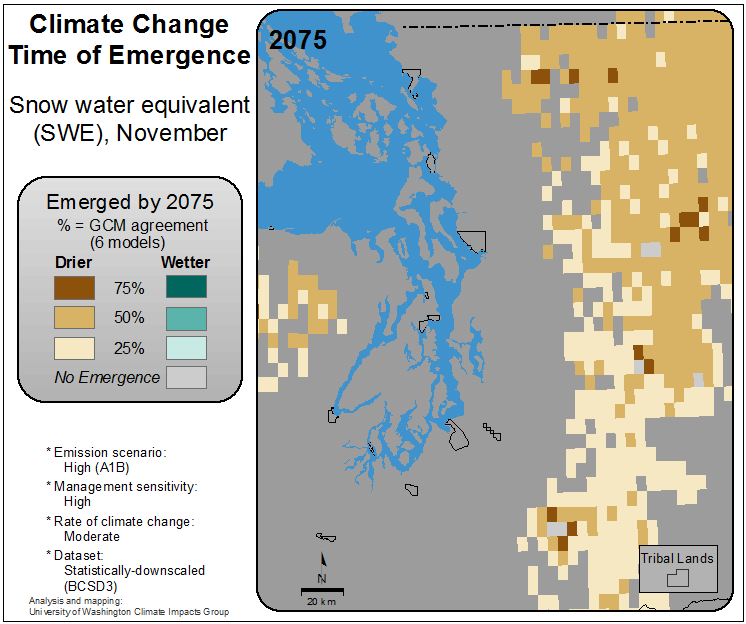 Climate Change
Time of Emergence
Snow water equivalent
(SWE), November
Emerged by 2075
% = GCM agreement
(6 models)
Drier Wetter
75%
50%
25%
No Emergence
* Emission scenario:
High (A1B)
* Management sensitivity:
High
* Rate of climate change:
Moderate
* Dataset:
Statistically-downscaled
(BCSD3)
Analysis and mapping:
University of Washington Climate Impacts Group
2075
N
20 km
Tribal Lands